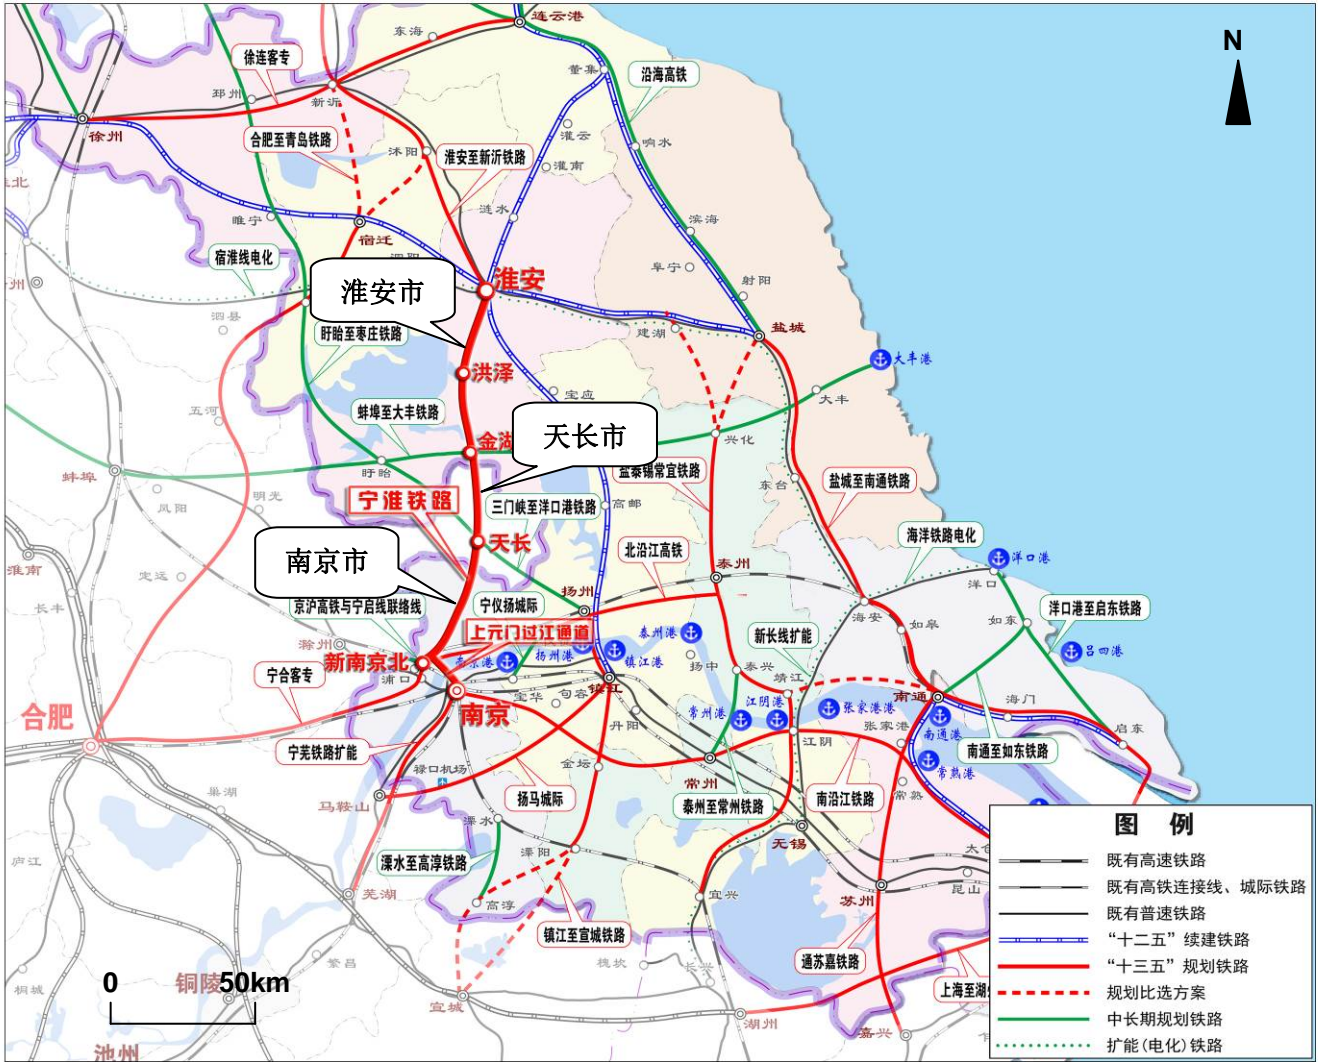 连云港
东海
徐连客专
董集
沿海高铁
N
邳州
新沂
徐州
合肥至青岛铁路
沭阳
淮安至新沂铁路
灌云
响水
灌南
淮北
睢宁
涟水
滨海
宿迁
宿淮线电化
泗阳
阜宁
淮安
射阳
淮安市
泗县
盱眙至枣庄铁路
建湖
盐城
大丰港
洪泽
五河
蚌埠至大丰铁路
宝应
大丰
天长市
金湖
兴化
蚌埠
盱眙
盐泰锡常宜铁路
东台
盐城至南通铁路
明光
凤阳
宁淮铁路
三门峡至洋口港铁路
高邮
海洋铁路电化
南京市
天长
北沿江高铁
洋口港
淮南
定远
泰州
洋口
长丰
京沪高铁与宁启线联络线
宁仪扬城际
扬州
海安
如东
洋口港至启东铁路
滁州
上元门过江通道
泰州港
新长线扩能
如皋
新南京北
南京港
扬州港
镇江港
扬中
吕四港
宁合客专
浦口
泰兴
靖江
宝华
句容
镇江
南通
海门
合肥
南京
常州港
江阴港
张家港港
丹阳
张家港
南通港
启东
宁芜铁路扩能
江阴
南通至如东铁路
禄口机场
金坛
常州
常熟港
巢湖
马鞍山
扬马城际
泰州至常州铁路
南沿江铁路
常熟
溧水
图 例
庐江
溧水至高淳铁路
溧阳
无锡
太仓
既有高速铁路
芜湖
高淳
宜兴
苏州
昆山
既有高铁连接线、城际铁路
既有普速铁路
镇江至宣城铁路
“十二五”续建铁路
繁昌
槐坎
长兴
通苏嘉铁路
“十三五”规划铁路
0
50km
铜陵
桐城
宣城
上海至湖
规划比选方案
湖州
中长期规划铁路
池州
嘉兴
扩能(电化)铁路